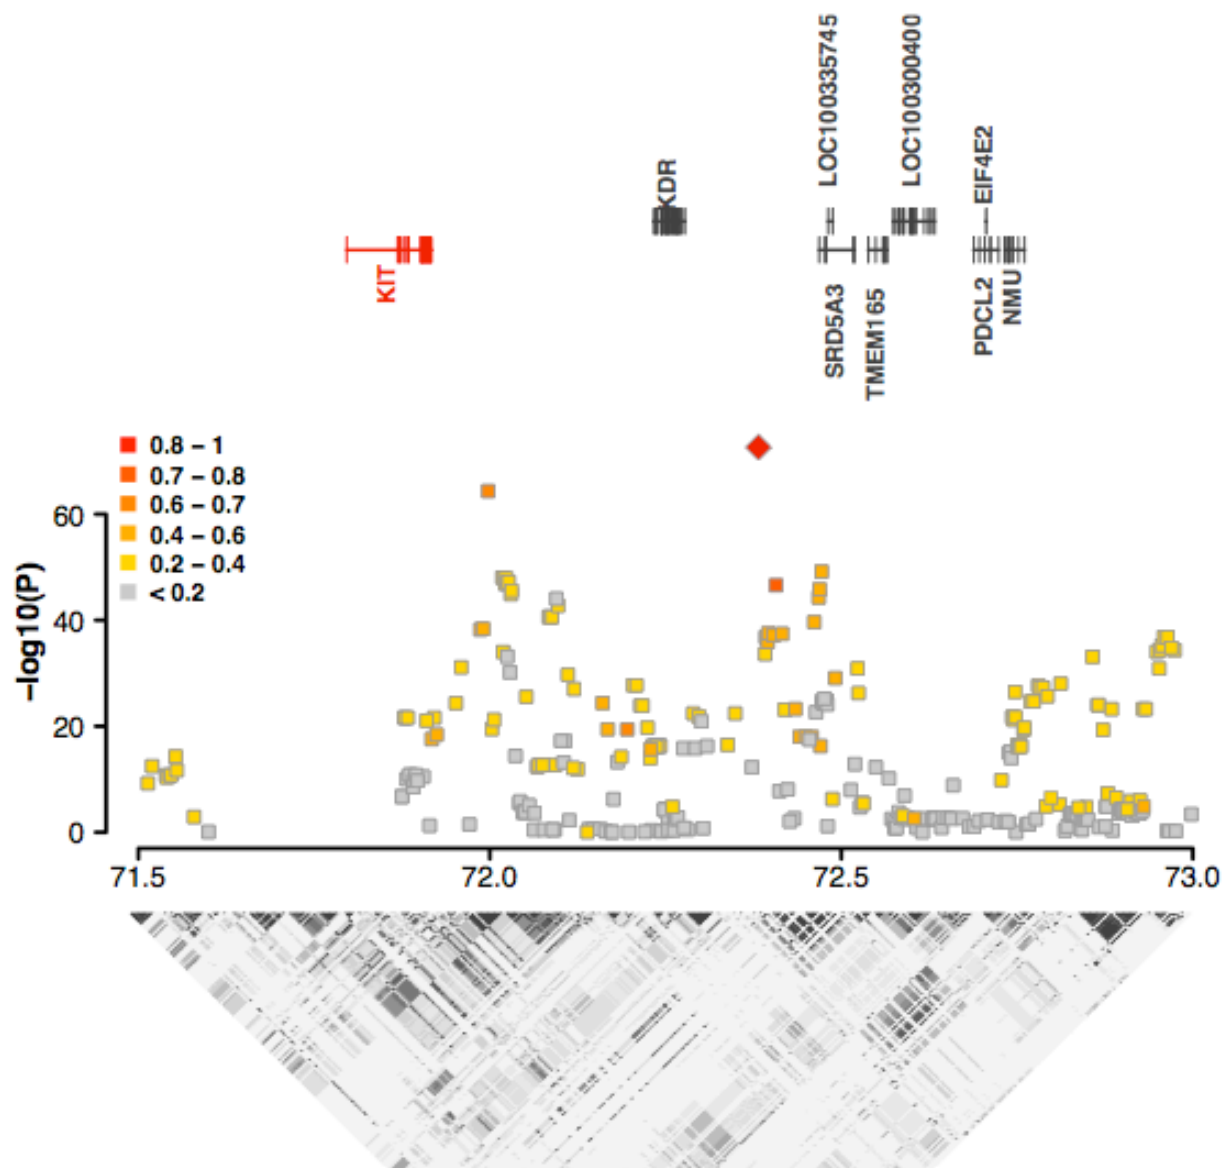 LOC100335745
LOC100300400
KDR
EIF4E2
KIT
SRD5A3
TMEM165
PDCL2
NMU
0.8 – 1
0.7 – 0.8
0.6 – 0.7
0.4 – 0.6
0.2 – 0.4
< 0.2
60
40
20
0
–log10(P)
71.5 72.0 72.5 73.0